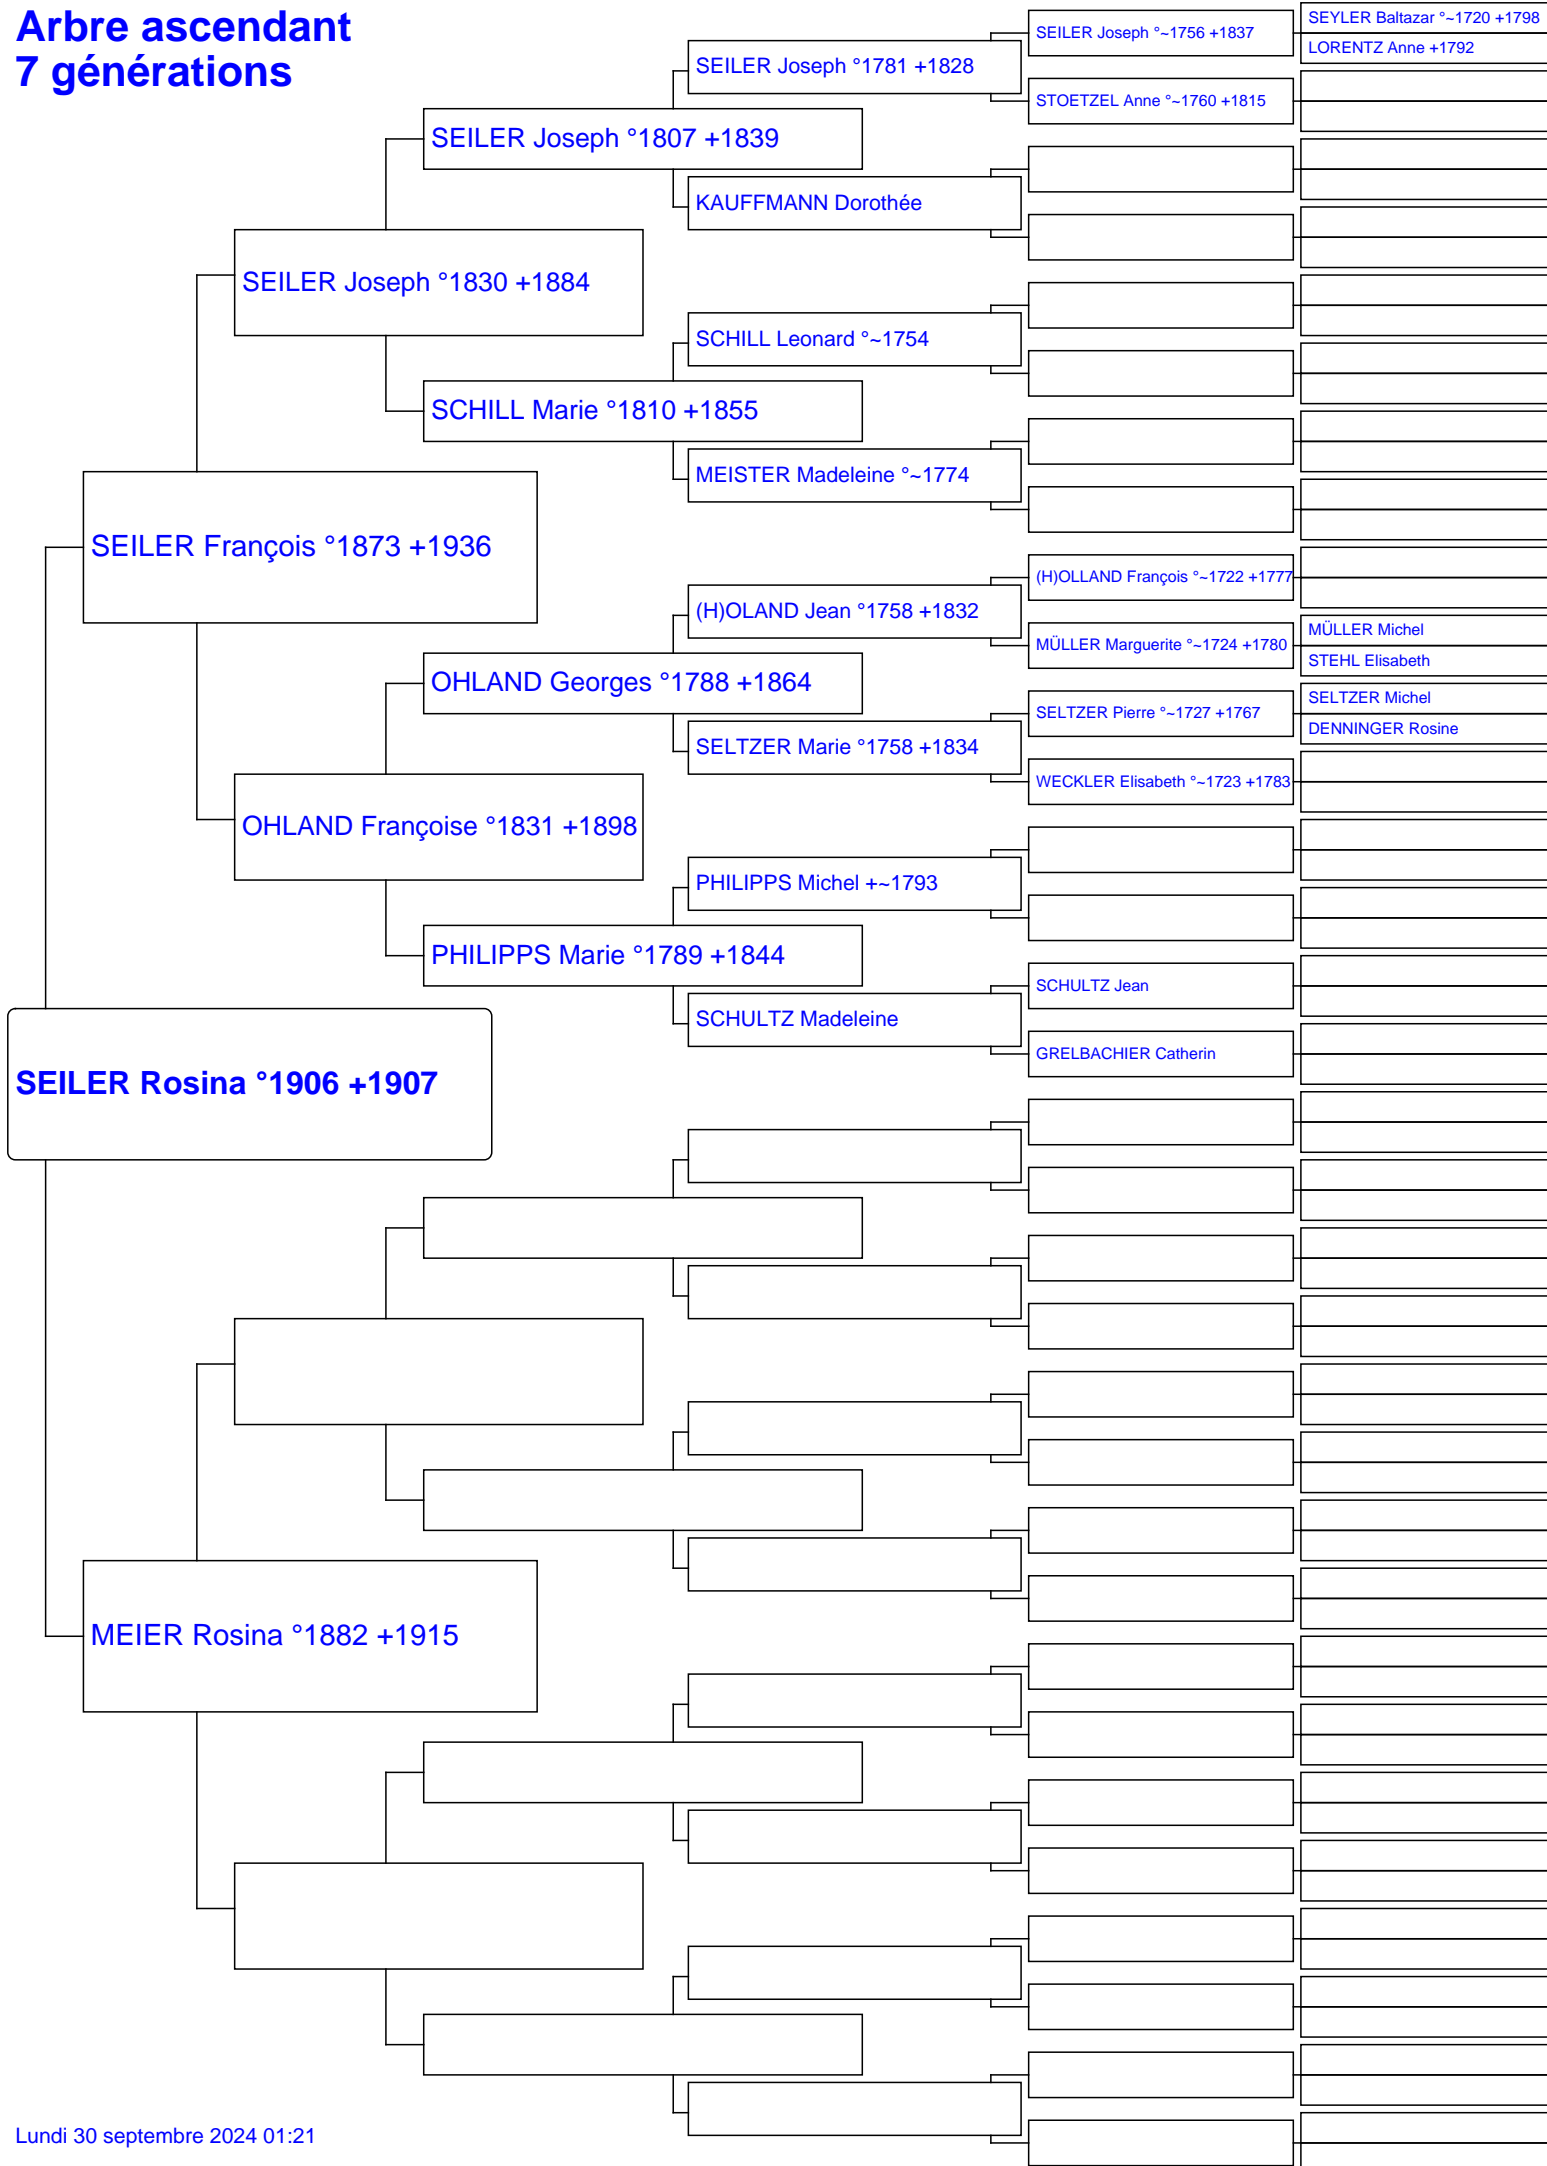 Arbre ascendant
7 générations
SEILER Rosina °1906 +1907
SEILER François °1873 +1936
MEIER Rosina °1882 +1915
SEILER Joseph °1830 +1884
OHLAND Françoise °1831 +1898
SEILER Joseph °1807 +1839
SCHILL Marie °1810 +1855
OHLAND Georges °1788 +1864
PHILIPPS Marie °1789 +1844
SEILER Joseph °1781 +1828
KAUFFMANN Dorothée
SCHILL Leonard °~1754
MEISTER Madeleine °~1774
(H)OLAND Jean °1758 +1832
SELTZER Marie °1758 +1834
PHILIPPS Michel +~1793
SCHULTZ Madeleine
SEILER Joseph °~1756 +1837
STOETZEL Anne °~1760 +1815
(H)OLLAND François °~1722 +1777
MÜLLER Marguerite °~1724 +1780
SELTZER Pierre °~1727 +1767
WECKLER Elisabeth °~1723 +1783
SCHULTZ Jean
GRELBACHIER Catherin
SEYLER Baltazar °~1720 +1798
LORENTZ Anne +1792
MÜLLER Michel
STEHL Elisabeth
SELTZER Michel
DENNINGER Rosine
Lundi 30 septembre 2024 01:21